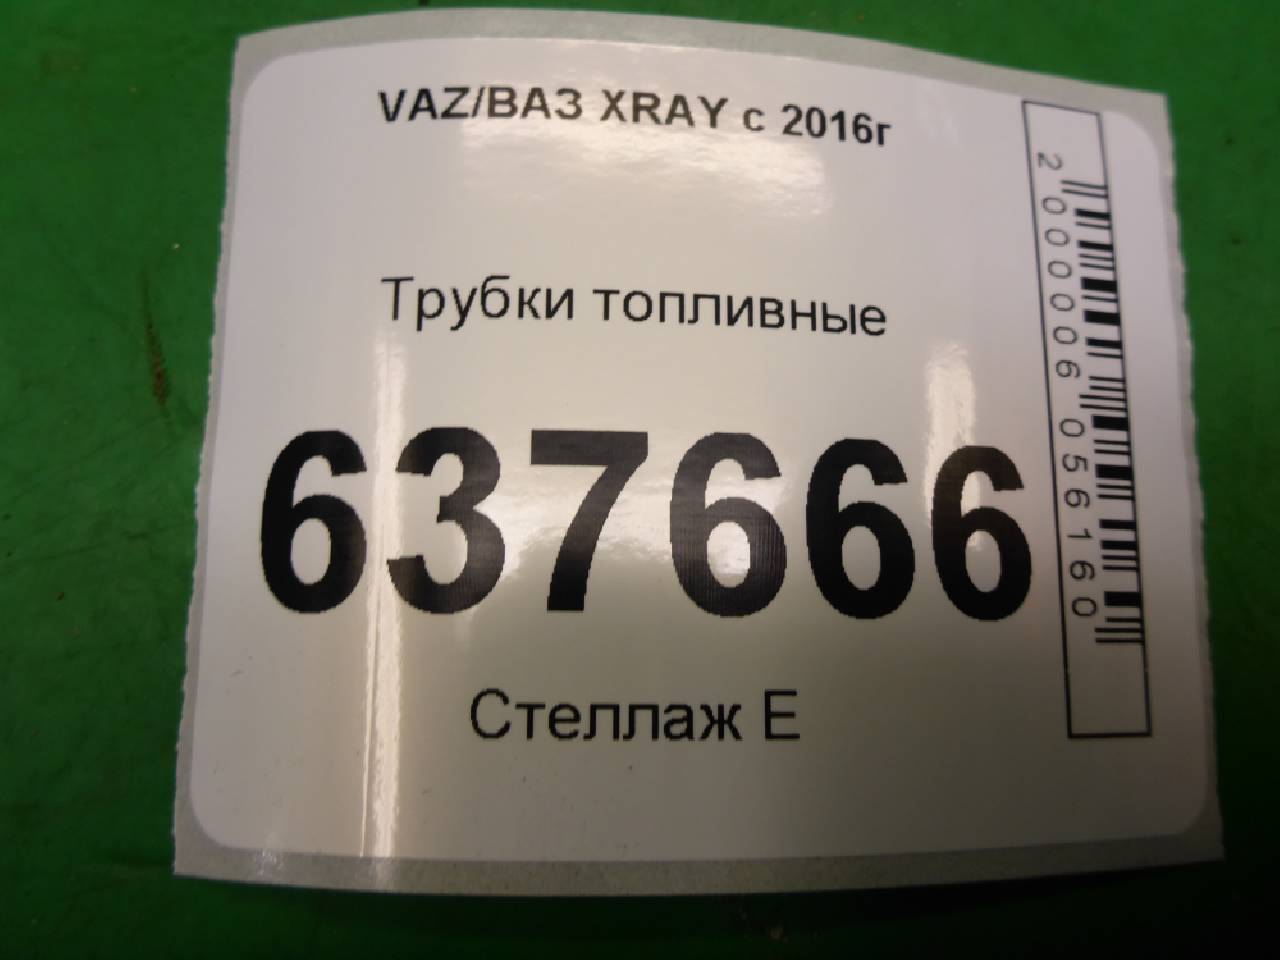 VAZ/ВАЗ XRAY с 2016г
Трубки топливные
637666
Стеллаж Е
2000006056160